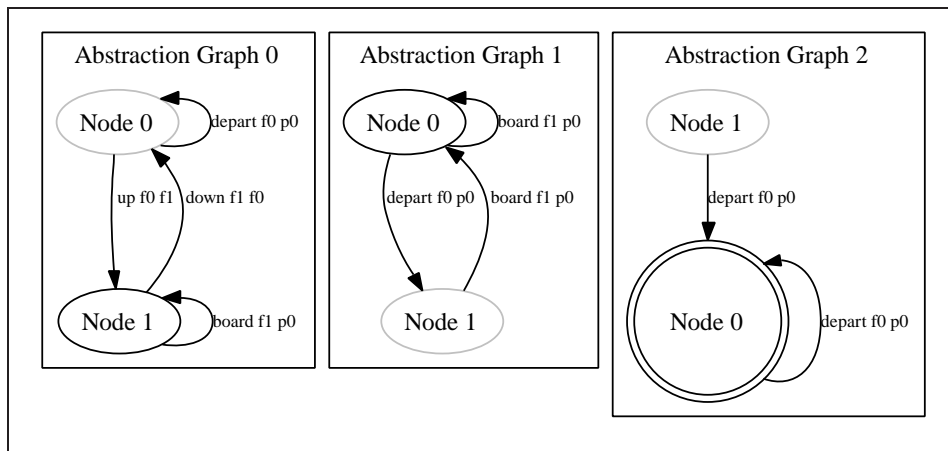 Abstraction Graph 0
Node 0
depart f0 p0
up f0 f1
down f1 f0
Node 1
board f1 p0
Abstraction Graph 1
Node 0
board f1 p0
depart f0 p0
board f1 p0
Node 1
Abstraction Graph 2
Node 1
depart f0 p0
Node 0
depart f0 p0